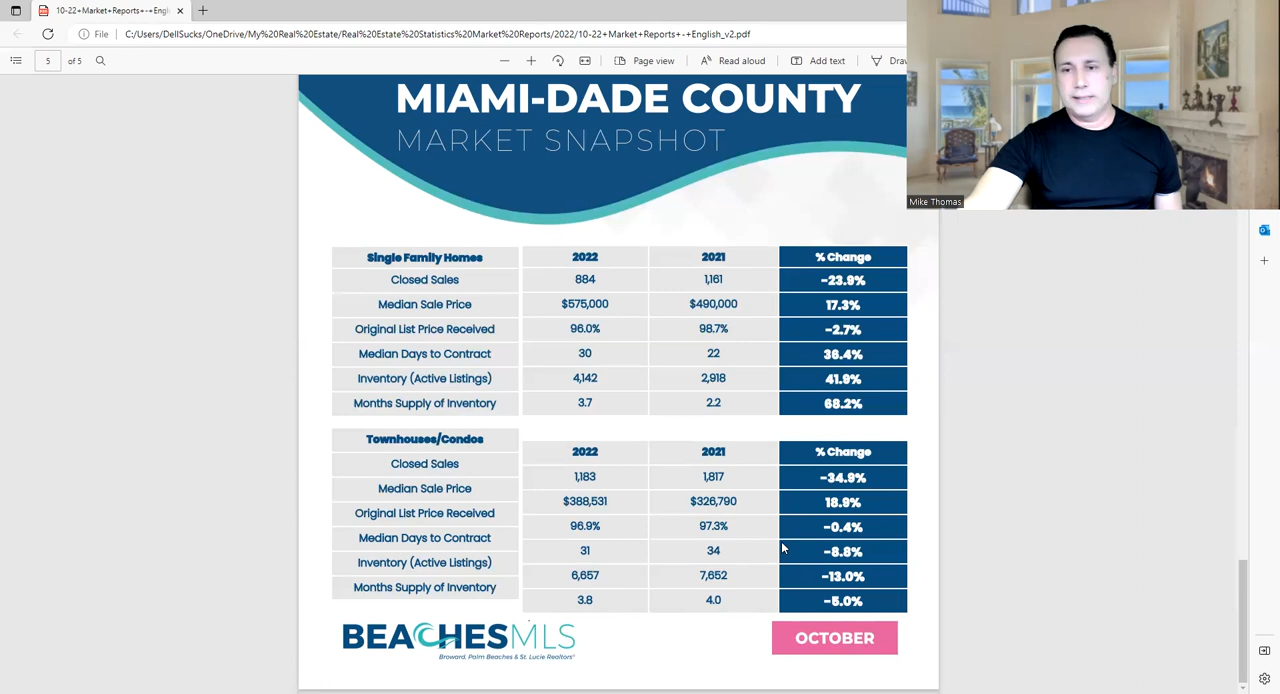 10-22+Market+Reports+-+Engli
File
C:/Users/DellSucks/OneDrive/My%20Real%20Estate/Real%20Estate%20Statistics%20Market%20Reports/2022/10-22+Market+Reports+-+English_v2.pdf
5 of 5
Page view
Read aloud
Add text
Drav
MIAMI-DADE COUNTY
MARKET SNAPSHOT
Mike Thomas
Single Family Homes 2022 2021 % Change
Closed Sales 884 1,161 -23.9%
Median Sale Price $575,000 $490,000 17.3%
Original List Price Received 96.0% 98.7% -2.7%
Median Days to Contract 30 22 36.4%
Inventory (Active Listings) 4,142 2,918 41.9%
Months Supply of Inventory 3.7 2.2 68.2%
Townhouses/Condos 2022 2021 % Change
Closed Sales 1,183 1,817 -34.9%
Median Sale Price $388,531 $326,790 18.9%
Original List Price Received 96.9% 97.3% -0.4%
Median Days to Contract 31 34 -8.8%
Inventory (Active Listings) 6,657 7,652 -13.0%
Months Supply of Inventory 3.8 4.0 -5.0%
BEACHESMLS
Broward, Palm Beaches & St. Lucie Realtors®
OCTOBER